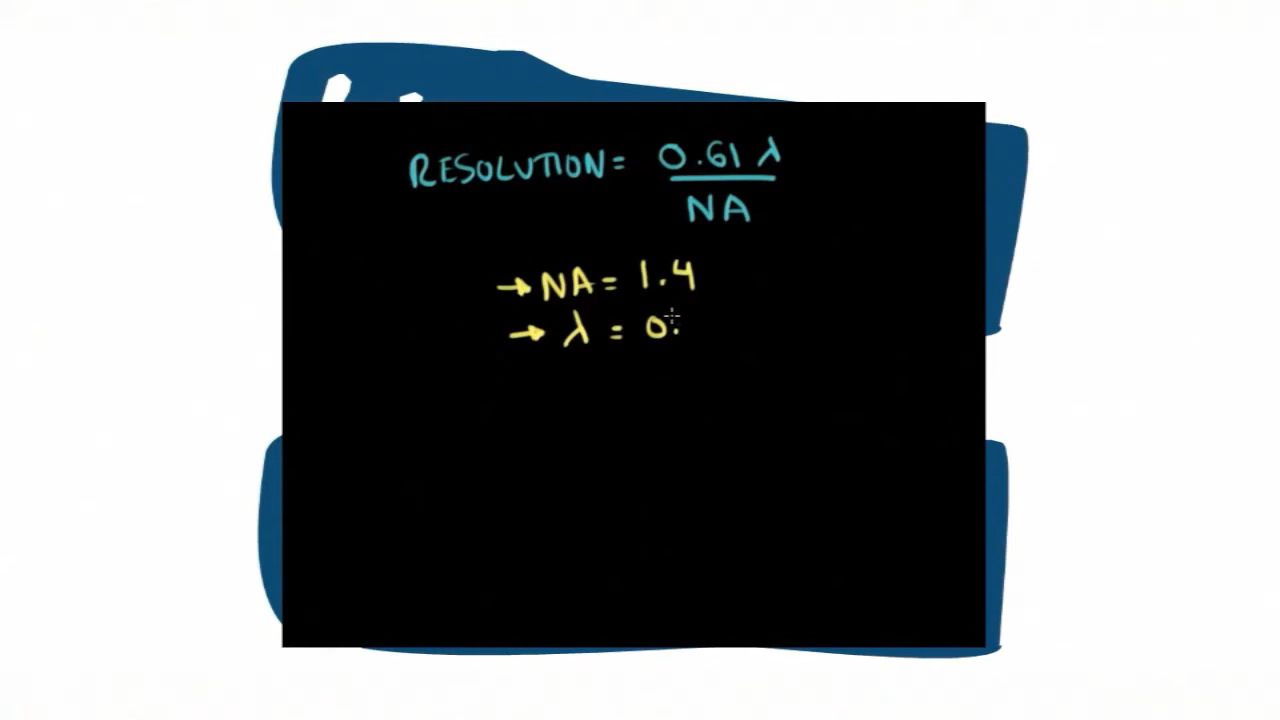 RESOLUTION = 0.61 λ
NA
→ NA = 1.4
→ λ = 0.